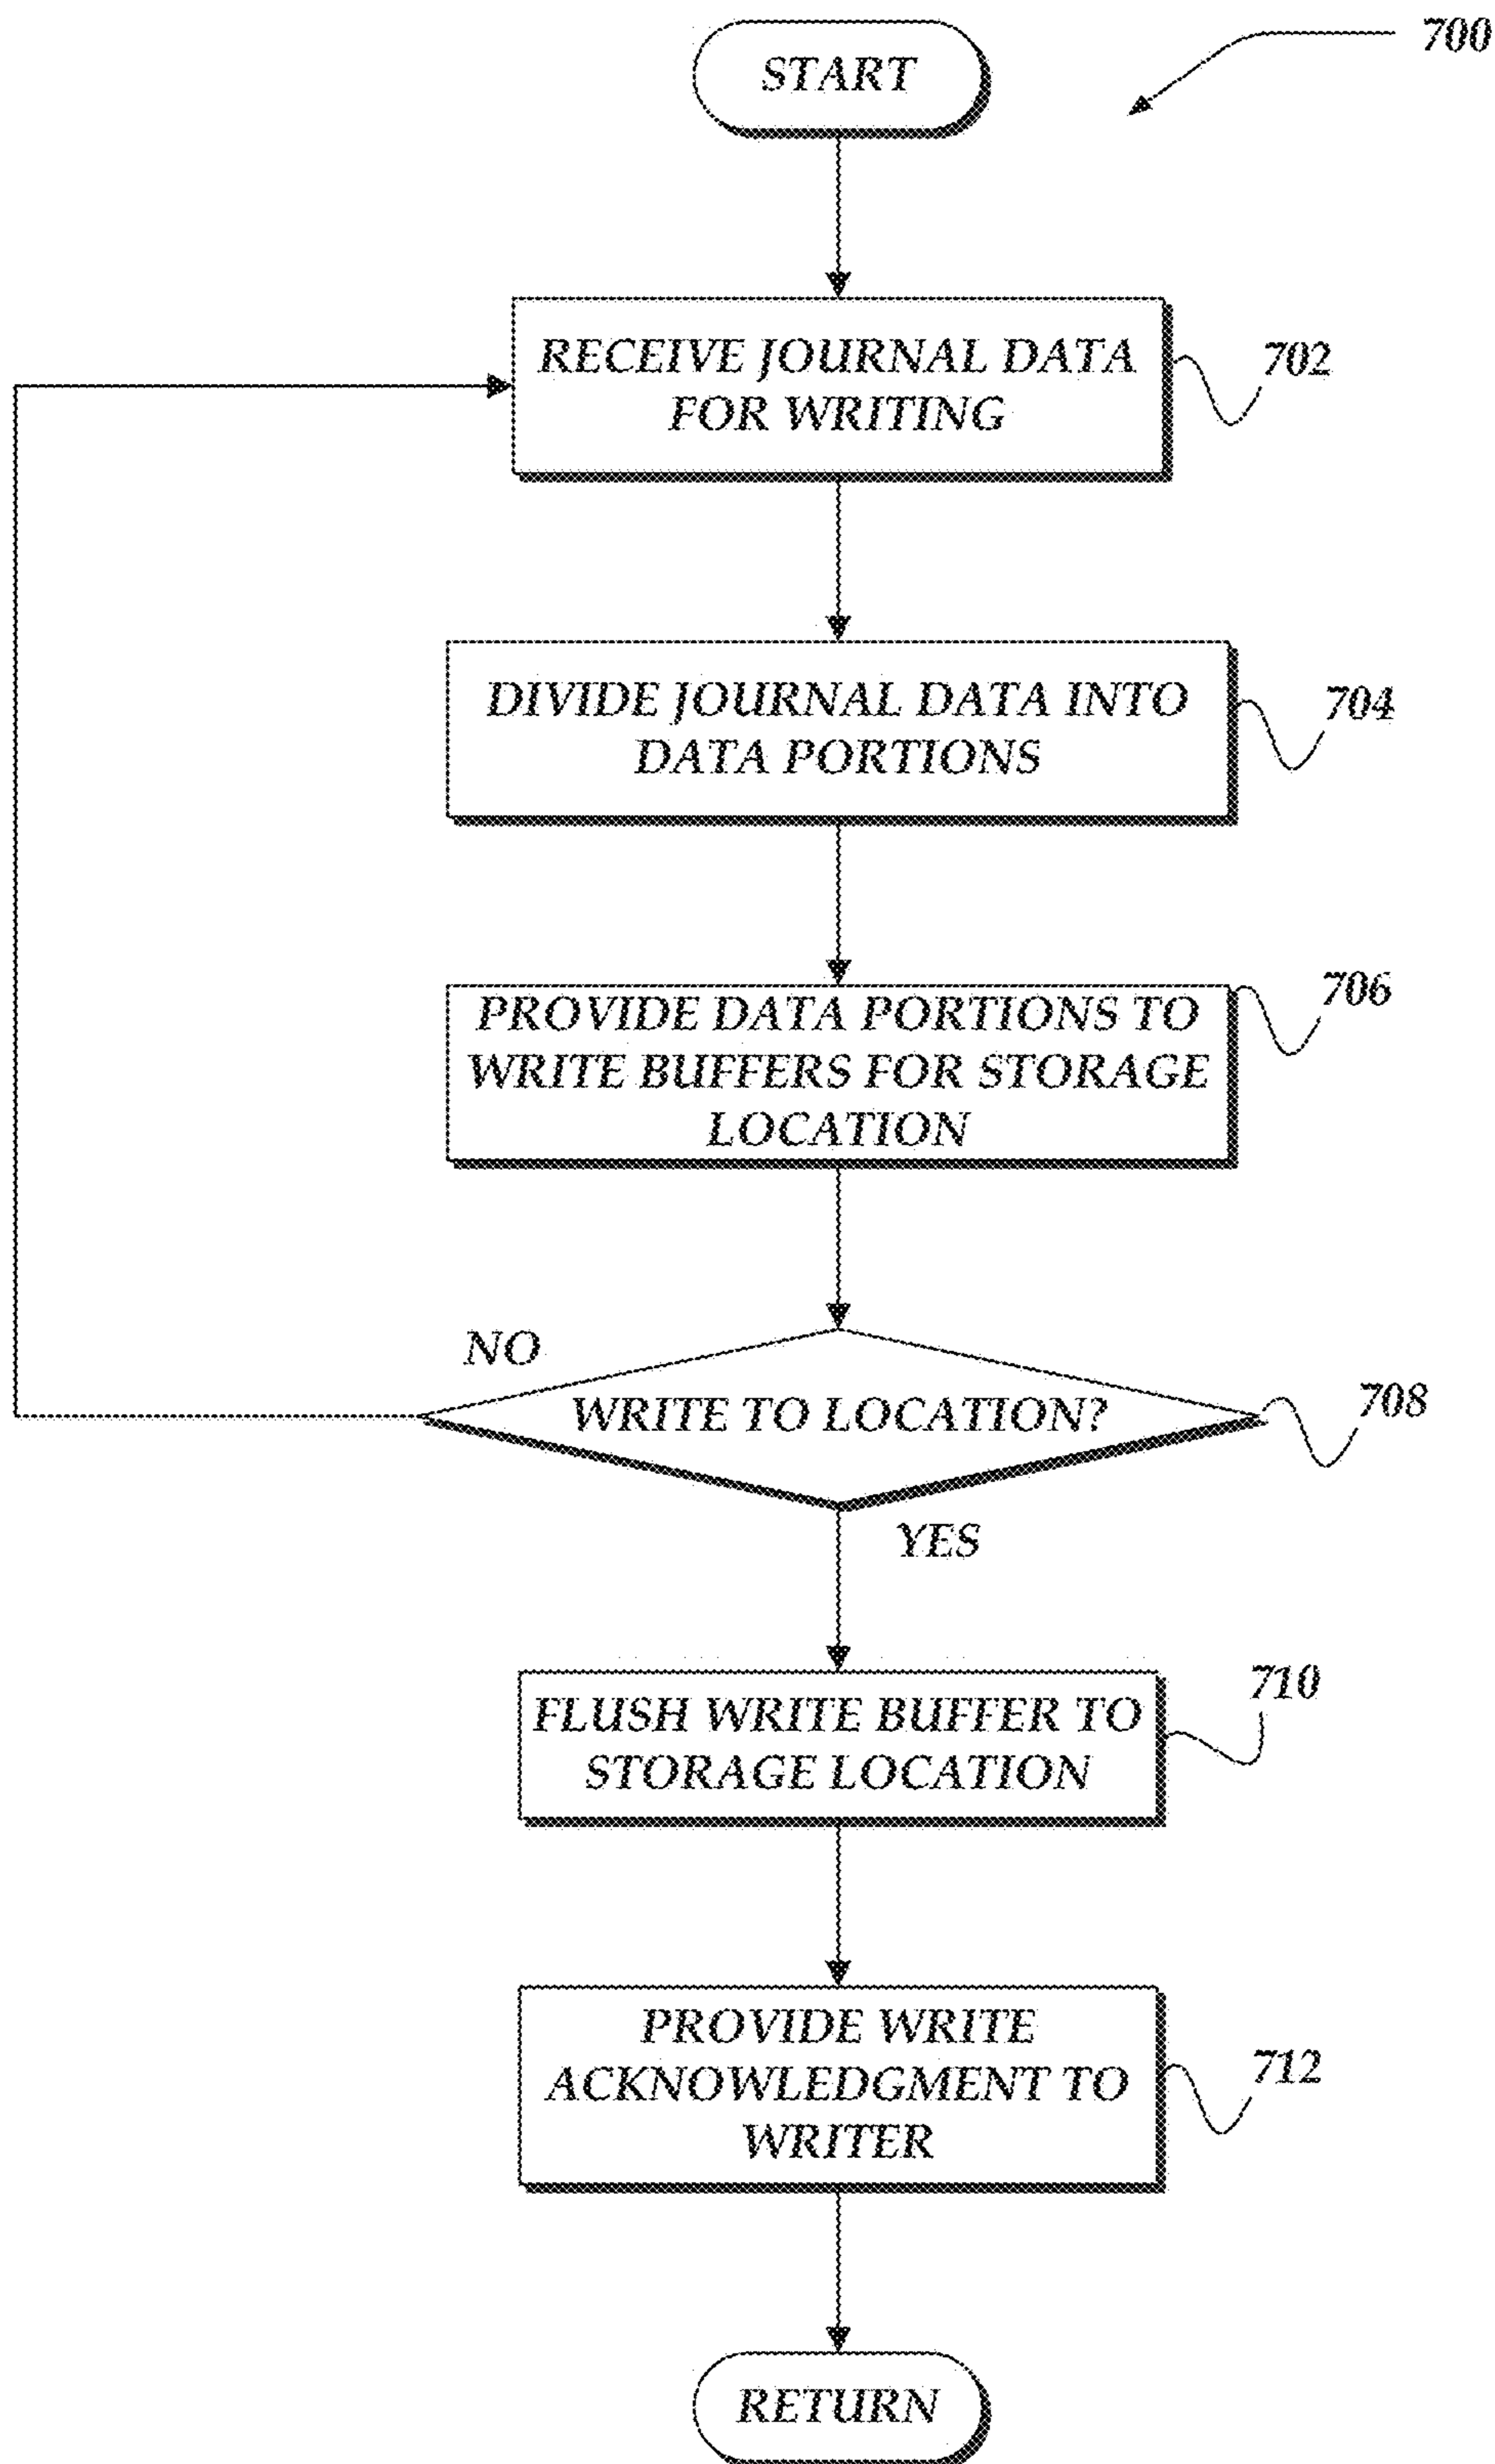 700
START
RECEIVE JOURNAL DATA
FOR WRITING
702
DIVIDE JOURNAL DATA INTO
DATA PORTIONS
704
PROVIDE DATA PORTIONS TO
WRITE BUFFERS FOR STORAGE
LOCATION
706
NO
WRITE TO LOCATION?
708
YES
FLUSH WRITE BUFFER TO
STORAGE LOCATION
710
PROVIDE WRITE
ACKNOWLEDGMENT TO
WRITER
712
RETURN